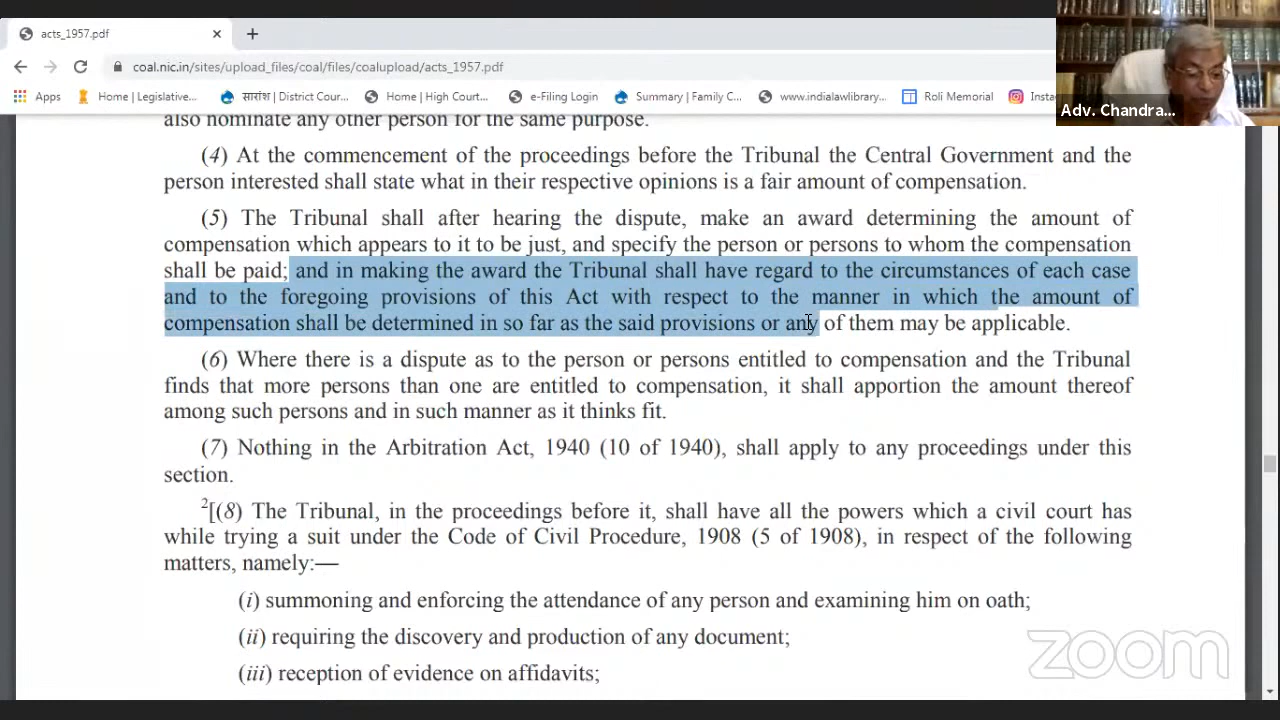 acts_1957.pdf
coal.nic.in/sites/upload_files/coal/files/coalupload/acts_1957.pdf
Apps Home | Legislative... सारांश | District Cour... Home | High Court... e-Filing Login Summary | Family C... www.indialawlibrary... Roli Memorial Insta
Adv. Chandra...
also nominate any other person for the same purpose.
(4) At the commencement of the proceedings before the Tribunal the Central Government and the
person interested shall state what in their respective opinions is a fair amount of compensation.
(5) The Tribunal shall after hearing the dispute, make an award determining the amount of
compensation which appears to it to be just, and specify the person or persons to whom the compensation
shall be paid; and in making the award the Tribunal shall have regard to the circumstances of each case
and to the foregoing provisions of this Act with respect to the manner in which the amount of
compensation shall be determined in so far as the said provisions or any of them may be applicable.
(6) Where there is a dispute as to the person or persons entitled to compensation and the Tribunal
finds that more persons than one are entitled to compensation, it shall apportion the amount thereof
among such persons and in such manner as it thinks fit.
(7) Nothing in the Arbitration Act, 1940 (10 of 1940), shall apply to any proceedings under this
section.
2[(8) The Tribunal, in the proceedings before it, shall have all the powers which a civil court has
while trying a suit under the Code of Civil Procedure, 1908 (5 of 1908), in respect of the following
matters, namely:—
(i) summoning and enforcing the attendance of any person and examining him on oath;
(ii) requiring the discovery and production of any document;
(iii) reception of evidence on affidavits;
zoom